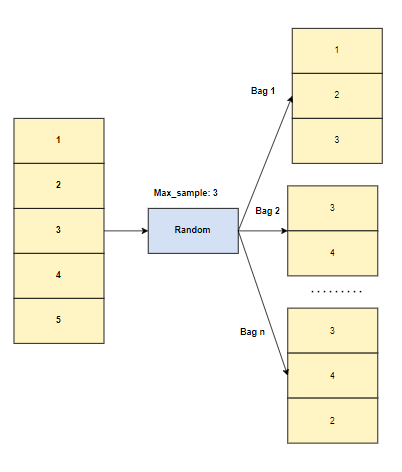 1
2
3
4
5
Max_sample: 3
Random
Bag 1
1
2
3
Bag 2
3
4
.........
Bag n
3
4
2